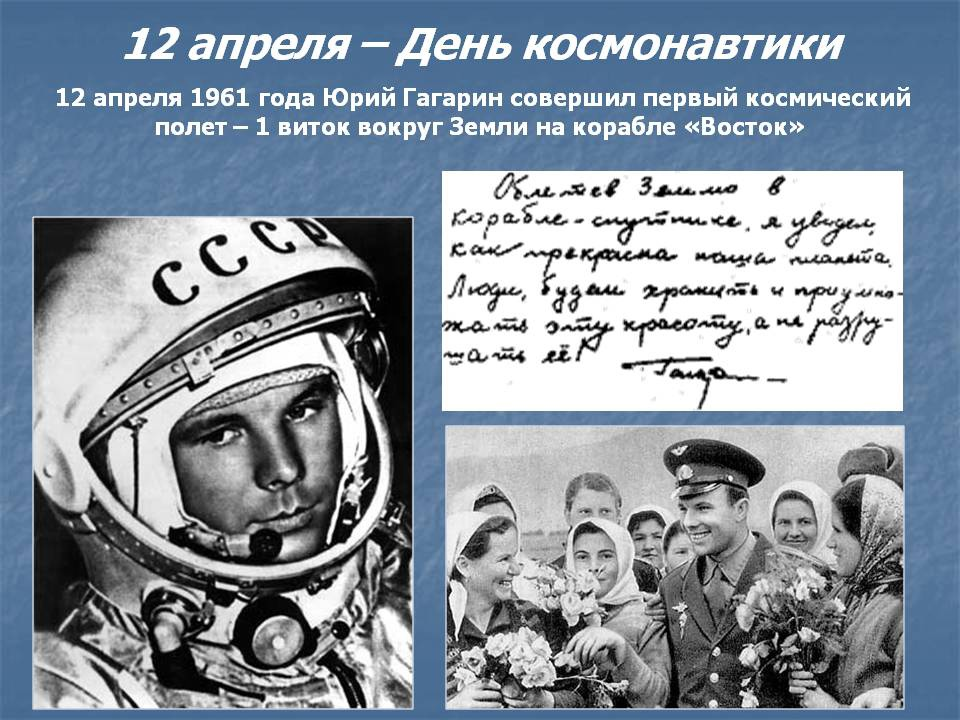 12 апреля – День космонавтики
12 апреля 1961 года Юрий Гагарин совершил первый космический
полет – 1 виток вокруг Земли на корабле «Восток»
Облетев Землю в
корабле-спутнике, я увидел,
как прекрасна наша планета.
Люди, будем хранить и приумно-
жать эту красоту, а не разру-
шать её!
Гагарин
СССР